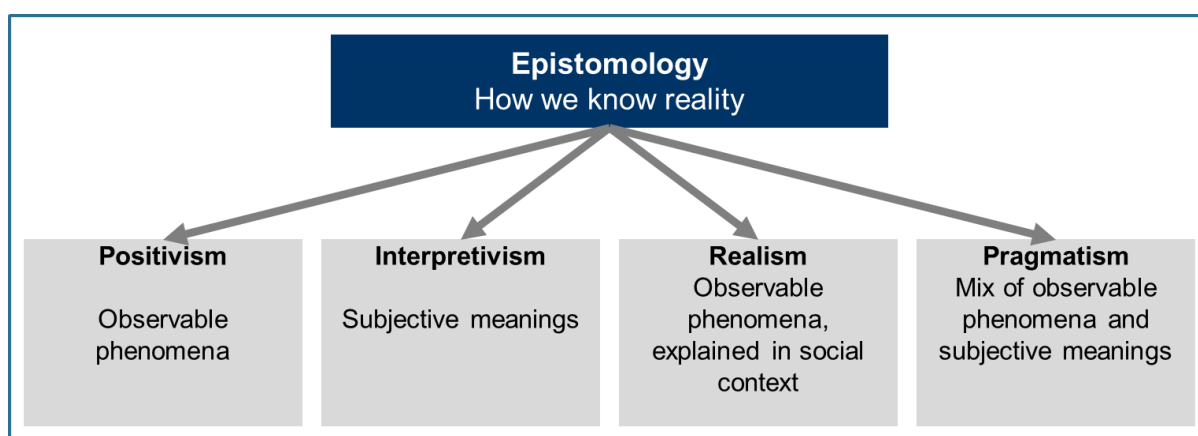 Epistomology
How we know reality
Positivism
Observable
phenomena
Interpretivism
Subjective meanings
Realism
Observable
phenomena,
explained in social
context
Pragmatism
Mix of observable
phenomena and
subjective meanings